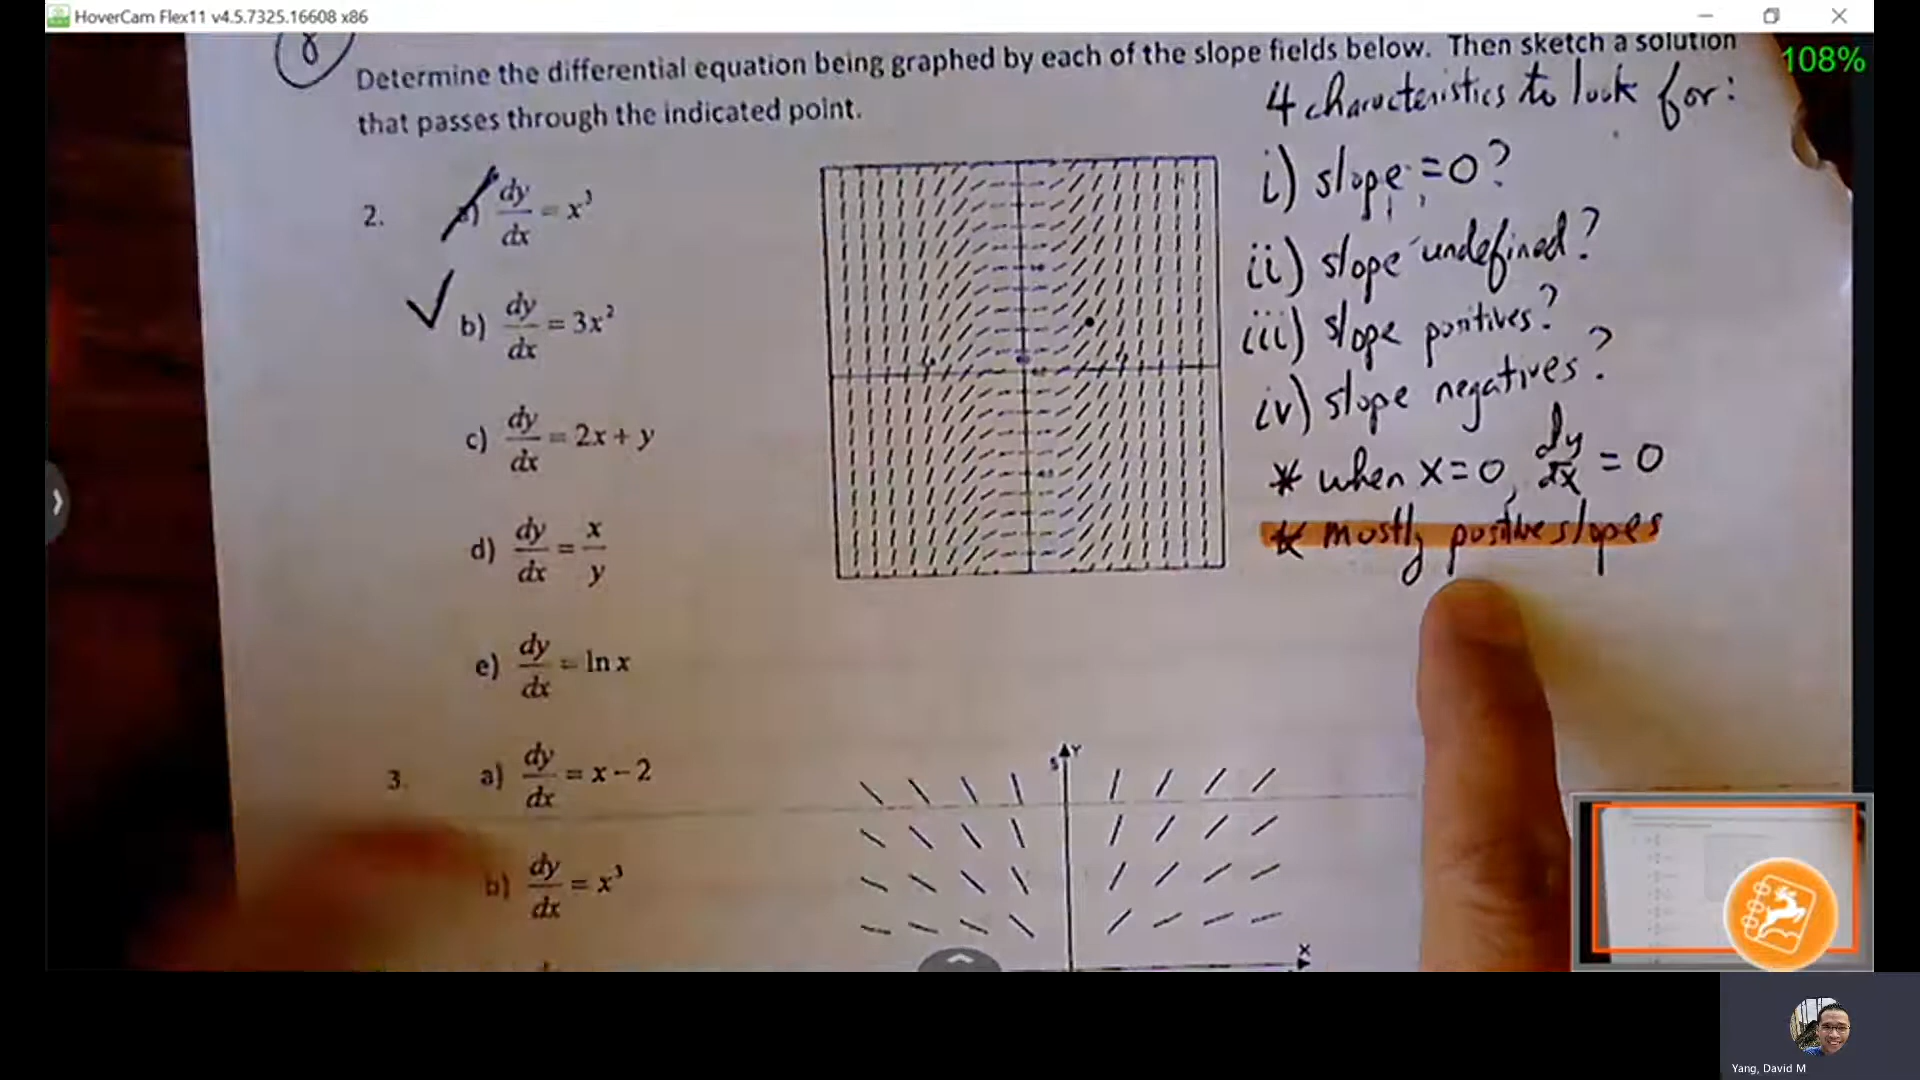 HoverCam Flex11 v4.5.7325.16608 x86
108%
8
Determine the differential equation being graphed by each of the slope fields below. Then sketch a solution
that passes through the indicated point.
4 characteristics to look for:
i) slope = 0?
ii) slope undefined?
iii) slope positives?
iv) slope negatives?
* when x=0, dy/dx = 0
* mostly positive slopes
2. a) dy/dx = x³
b) dy/dx = 3x²
c) dy/dx = 2x + y
d) dy/dx = x/y
e) dy/dx = ln x
3. a) dy/dx = x − 2
b) dy/dx = x³
5
Y
X
Yang, David M